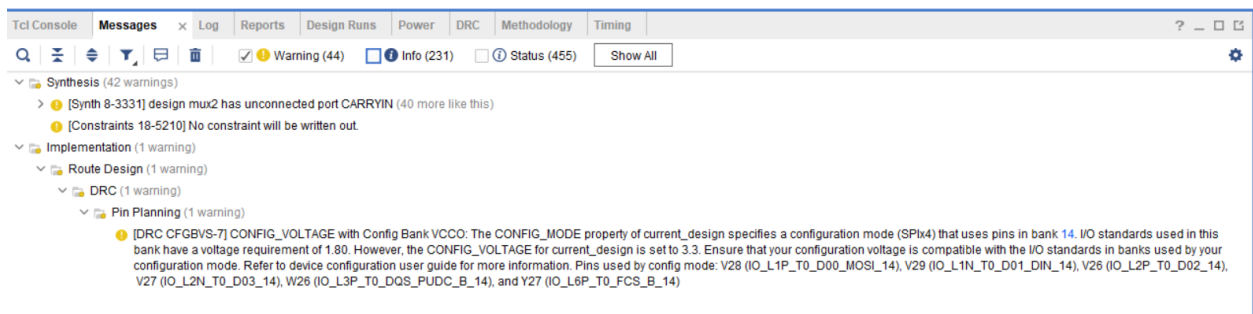 Tcl Console Messages × Log Reports Design Runs Power DRC Methodology Timing ?
Warning (44) Info (231) Status (455) Show All
Synthesis (42 warnings)
[Synth 8-3331] design mux2 has unconnected port CARRYIN (40 more like this)
[Constraints 18-5210] No constraint will be written out.
Implementation (1 warning)
Route Design (1 warning)
DRC (1 warning)
Pin Planning (1 warning)
[DRC CFGBVS-7] CONFIG_VOLTAGE with Config Bank VCCO: The CONFIG_MODE property of current_design specifies a configuration mode (SPIx4) that uses pins in bank 14. I/O standards used in this
bank have a voltage requirement of 1.80. However, the CONFIG_VOLTAGE for current_design is set to 3.3. Ensure that your configuration voltage is compatible with the I/O standards in banks used by your
configuration mode. Refer to device configuration user guide for more information. Pins used by config mode: V28 (IO_L1P_T0_D00_MOSI_14), V29 (IO_L1N_T0_D01_DIN_14), V26 (IO_L2P_T0_D02_14),
V27 (IO_L2N_T0_D03_14), W26 (IO_L3P_T0_DQS_PUDC_B_14), and Y27 (IO_L6P_T0_FCS_B_14)